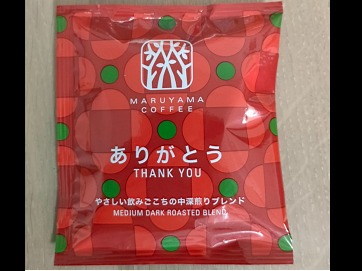 MARUYAMA
COFFEE
ありがとう
THANK YOU
やさしい飲みごこちの中深煎りブレンド
MEDIUM DARK ROASTED BLEND